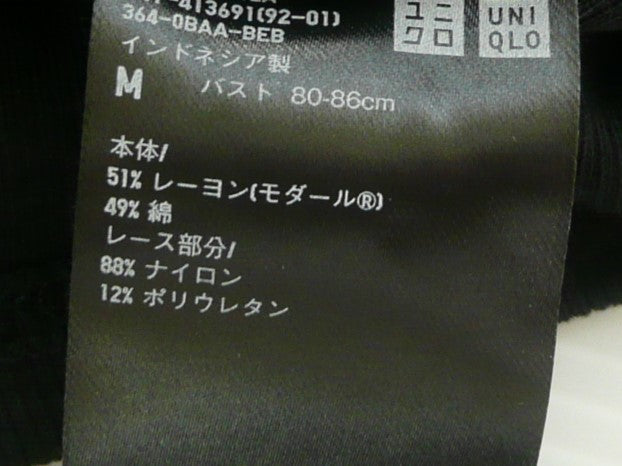 413691(92-01)
364-0BAA-BEB
ユニ
クロ
UNI
QLO
インドネシア製
M バスト 80-86cm
本体/
51% レーヨン(モダール®)
49% 綿
レース部分/
88% ナイロン
12% ポリウレタン